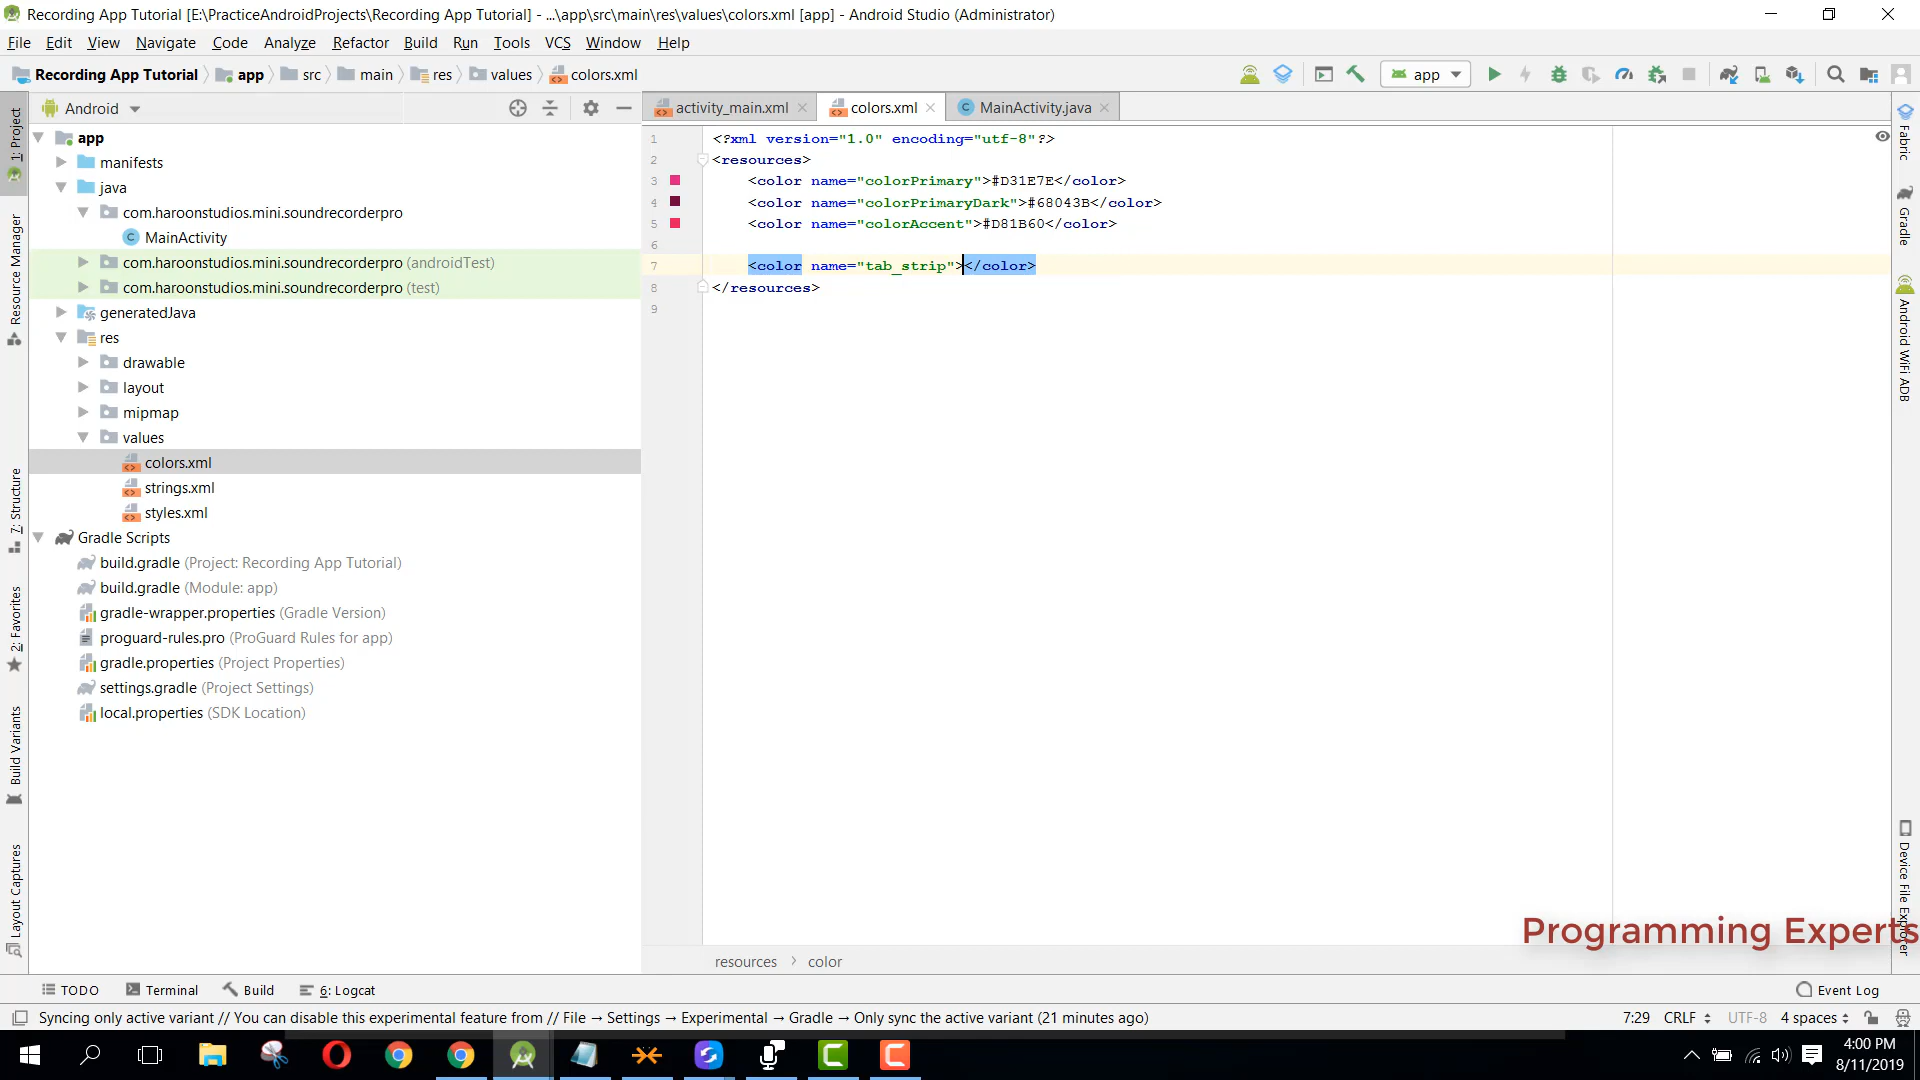 Recording App Tutorial [E:\PracticeAndroidProjects\Recording App Tutorial] - ...\app\src\main\res\values\colors.xml [app] - Android Studio (Administrator)
File Edit View Navigate Code Analyze Refactor Build Run Tools VCS Window Help
Recording App Tutorial app src main res values colors.xml app
Android
activity_main.xml colors.xml MainActivity.java
app
manifests
java
com.haroonstudios.mini.soundrecorderpro
MainActivity
com.haroonstudios.mini.soundrecorderpro (androidTest)
com.haroonstudios.mini.soundrecorderpro (test)
generatedJava
res
drawable
layout
mipmap
values
colors.xml
strings.xml
styles.xml
Gradle Scripts
build.gradle (Project: Recording App Tutorial)
build.gradle (Module: app)
gradle-wrapper.properties (Gradle Version)
proguard-rules.pro (ProGuard Rules for app)
gradle.properties (Project Properties)
settings.gradle (Project Settings)
local.properties (SDK Location)
1: Project
Resource Manager
7: Structure
2: Favorites
Build Variants
Layout Captures
1 <?xml version="1.0" encoding="utf-8"?>
2 <resources>
3 <color name="colorPrimary">#D31E7E</color>
4 <color name="colorPrimaryDark">#68043B</color>
5 <color name="colorAccent">#D81B60</color>
6
7 <color name="tab_strip"></color>
8 </resources>
9
Fabric
Gradle
Android WiFi ADB
Device File Explorer
Programming Experts
resources color
TODO Terminal Build 6: Logcat Event Log
Syncing only active variant // You can disable this experimental feature from // File → Settings → Experimental → Gradle → Only sync the active variant (21 minutes ago) 7:29 CRLF UTF-8 4 spaces
4:00 PM
8/11/2019